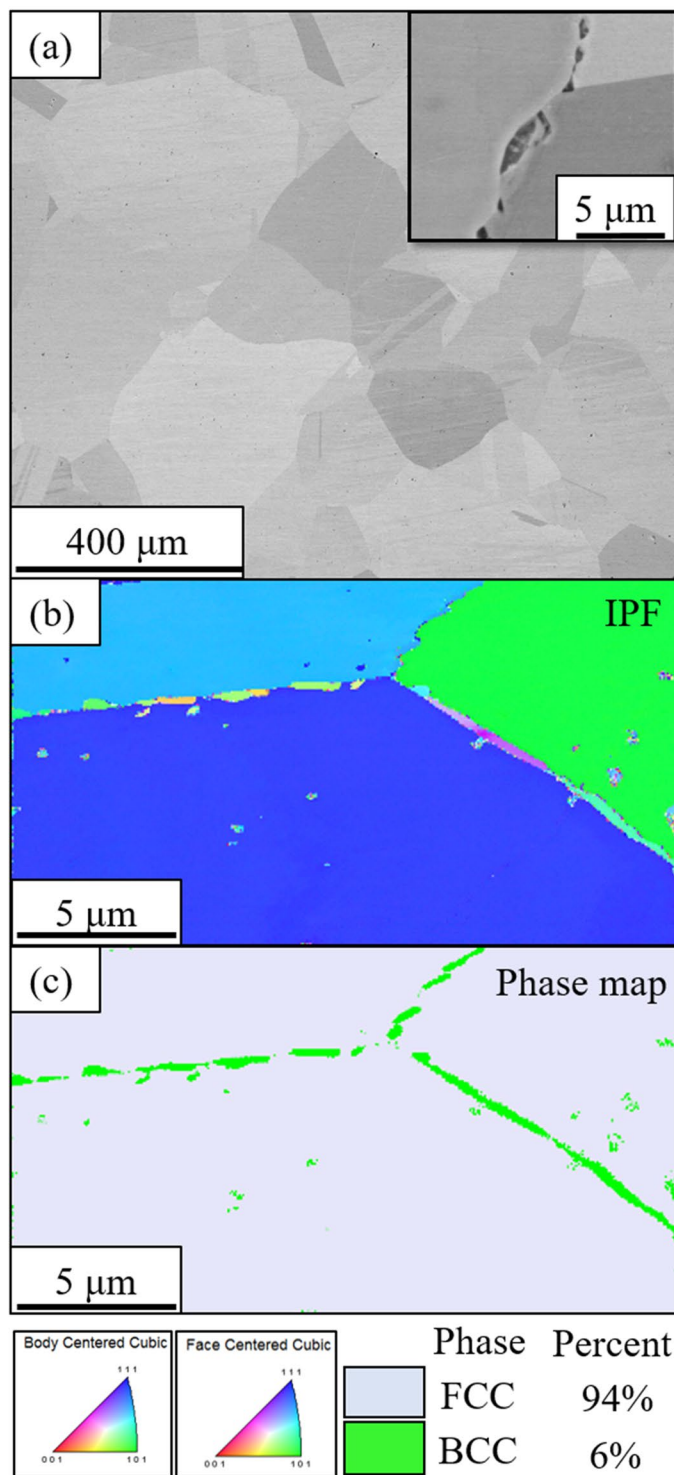 (a)
5 μm
400 μm
(b)
IPF
5 μm
(c)
Phase map
5 μm
Body Centered Cubic
111
001
101
Face Centered Cubic
111
001
101
Phase Percent
FCC 94%
BCC 6%